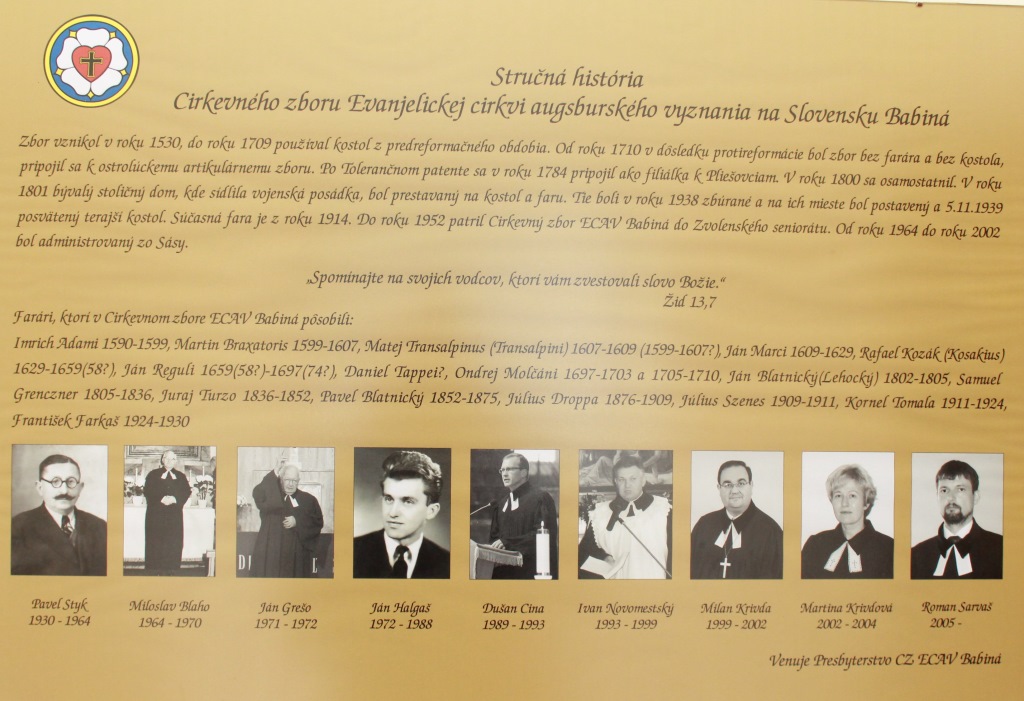 Stručná história
Cirkevného zboru Evanjelickej cirkvi augsburského vyznania na Slovensku Babiná
Zbor vznikol v roku 1530, do roku 1709 používal kostol z predreformačného obdobia. Od roku 1710 v dôsledku protireformácie bol zbor bez farára a bez kostola,
pripojil sa k ostrolúckemu artikulárnemu zboru. Po Tolerančnom patente sa v roku 1784 pripojil ako filiálka k Pliešovciam. V roku 1800 sa osamostatnil. V roku
1801 bývalý stoličný dom, kde sídlila vojenská posádka, bol prestavaný na kostol a faru. Tie boli v roku 1938 zbúrané a na ich mieste bol postavený a 5.11.1939
posvätený terajší kostol. Súčasná fara je z roku 1914. Do roku 1952 patril Cirkevný zbor ECAV Babiná do Zvolenského seniorátu. Od roku 1964 do roku 2002
bol administrovaný zo Sásy.
„Spomínajte na svojich vodcov, ktorí vám zvestovali slovo Božie.“
Žid 13,7
Farári, ktorí v Cirkevnom zbore ECAV Babiná pôsobili:
Imrich Adami 1590-1599, Martin Braxatoris 1599-1607, Matej Transalpinus (Transalpini) 1607-1609 (1599-1607?), Ján Marci 1609-1629, Rafael Kozák (Kosakius)
1629-1659(58?), Ján Reguli 1659(58?)-1697(74?), Daniel Tappei?, Ondrej Molčáni 1697-1703 a 1705-1710, Ján Blatnický(Lehocký) 1802-1805, Samuel
Grenczner 1805-1836, Juraj Turzo 1836-1852, Pavel Blatnický 1852-1875, Július Droppa 1876-1909, Július Szenes 1909-1911, Kornel Tomala 1911-1924,
František Farkaš 1924-1930
Pavel Styk
1930 - 1964
Miloslav Blaho
1964 - 1970
Ján Grešo
1971 - 1972
Ján Halgaš
1972 - 1988
Dušan Cina
1989 - 1993
Ivan Novomestský
1993 - 1999
Milan Krivda
1999 - 2002
Martina Krivdová
2002 - 2004
Roman Sarvaš
2005 -
Venuje Presbyterstvo CZ ECAV Babiná